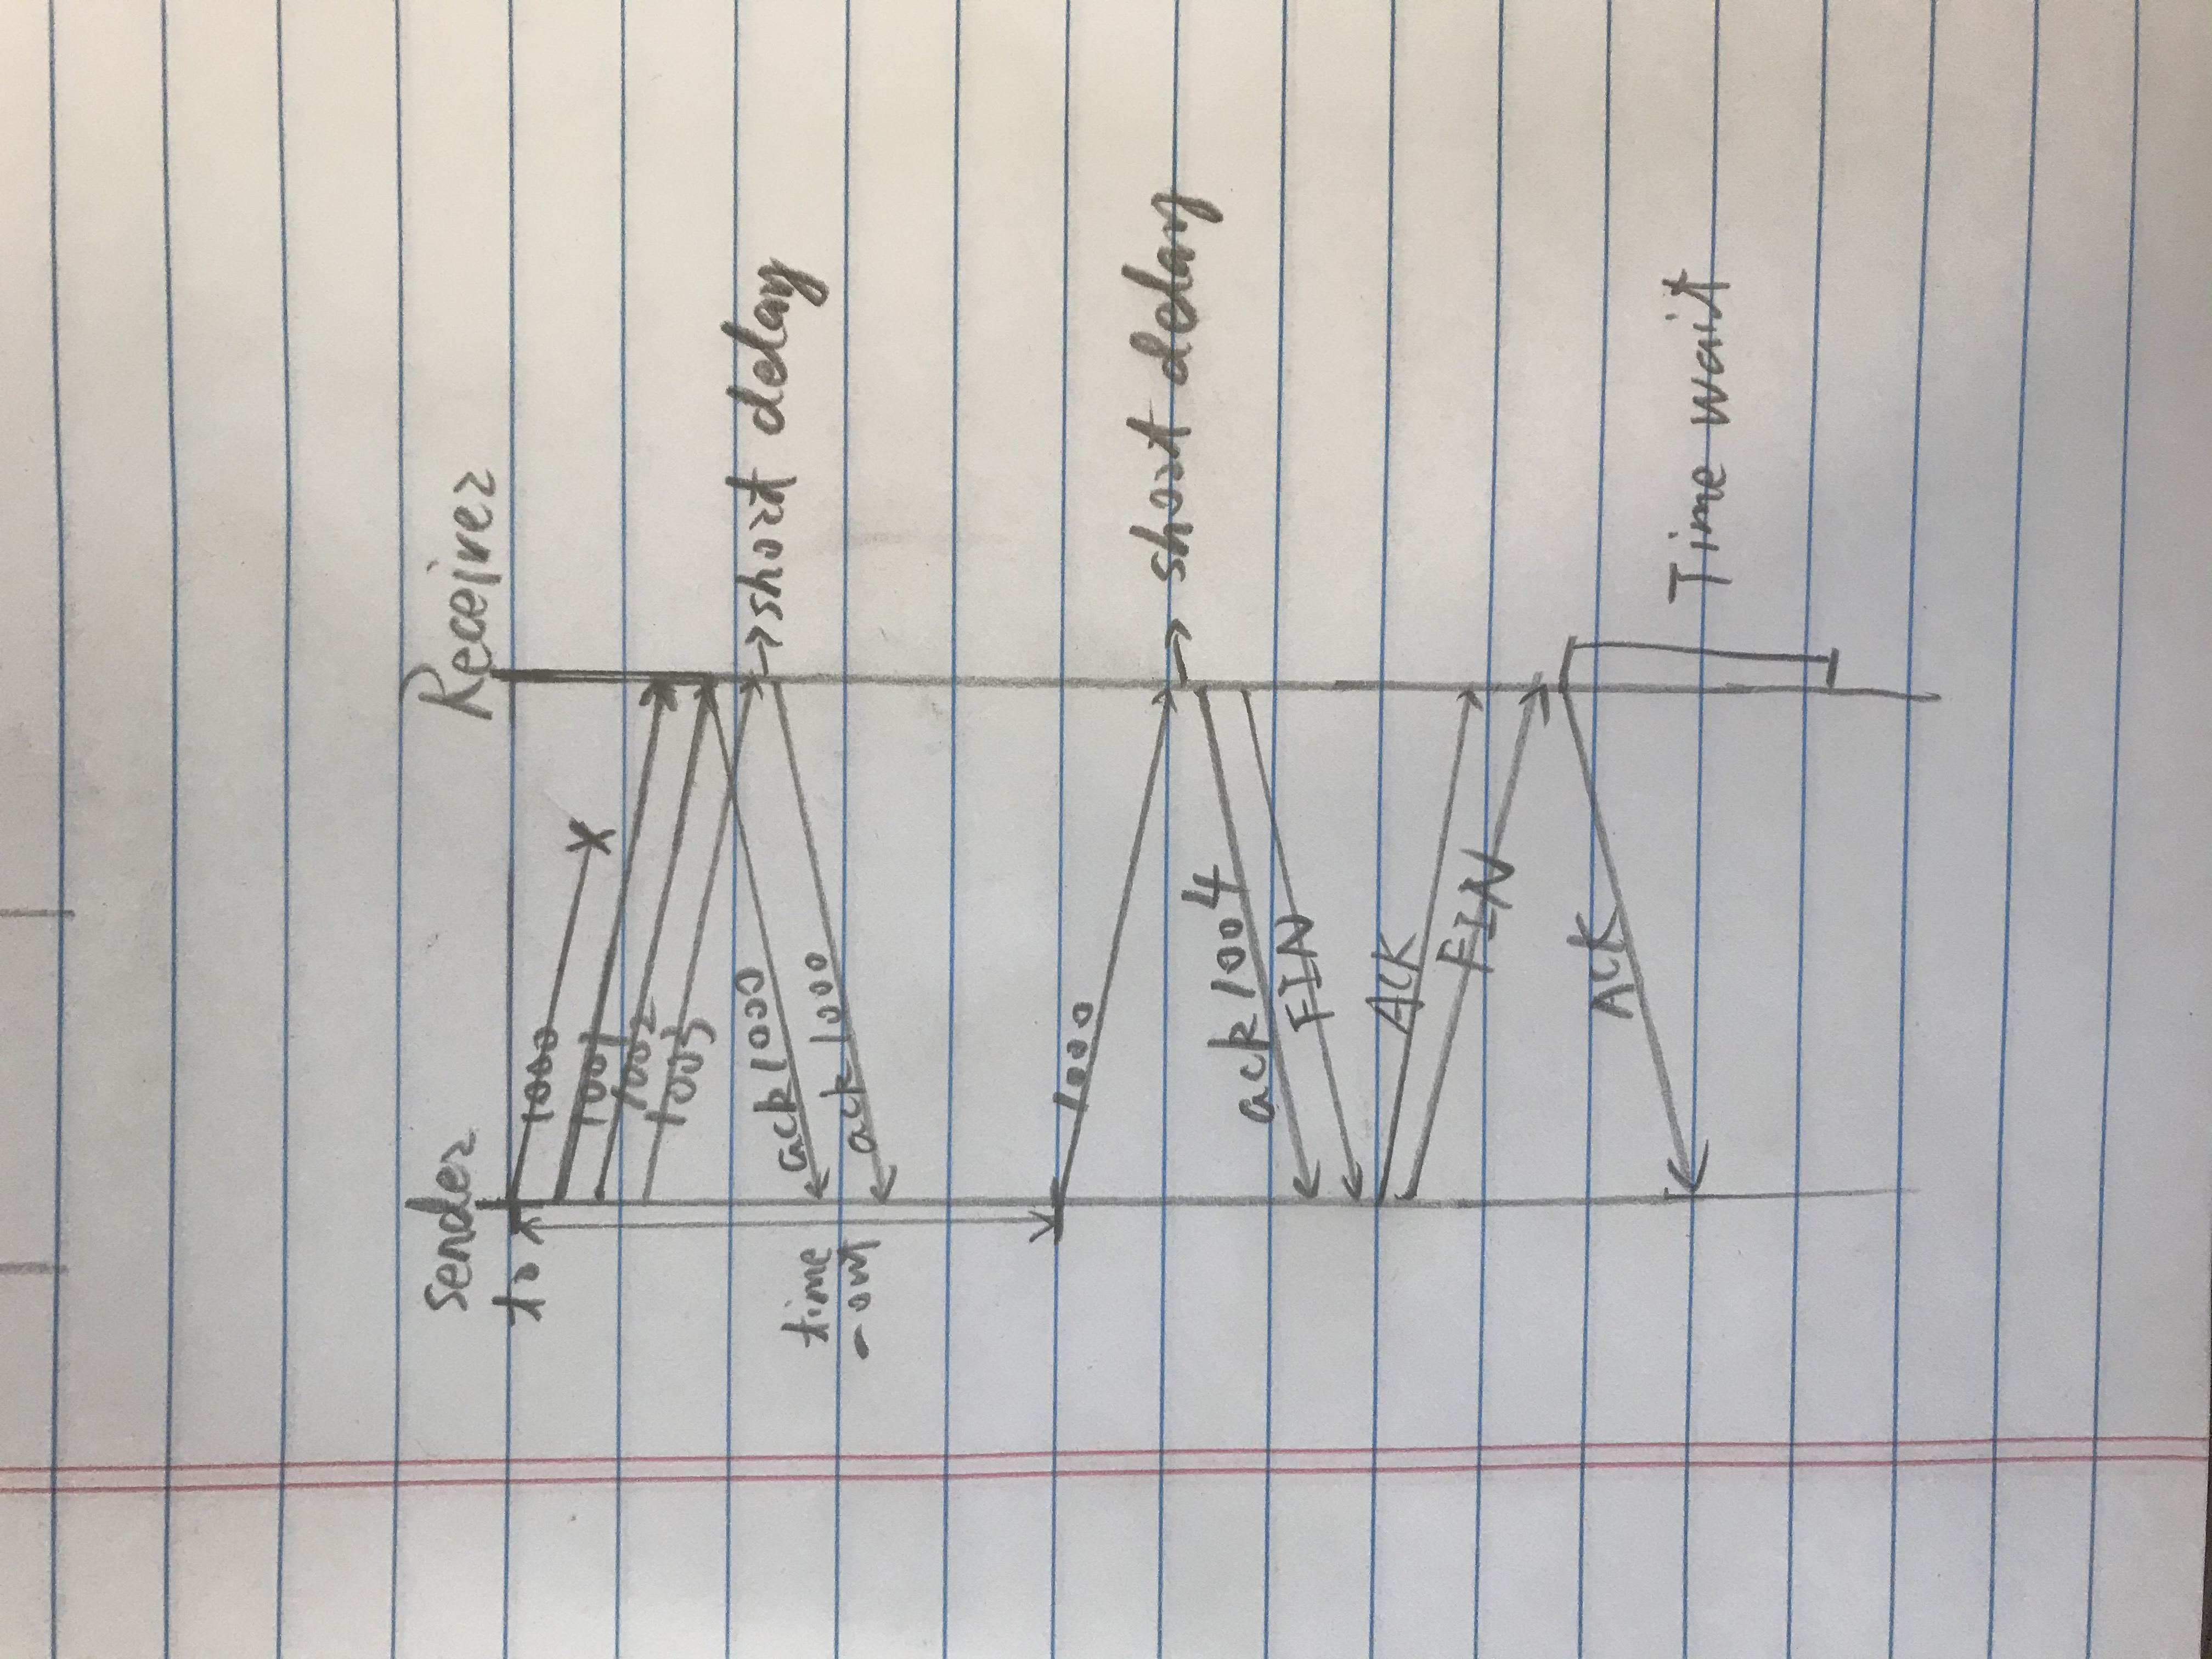 sender
Receiver
to
1000
X
1001
1002
1003
ack 1000
short delay
ack 1000
time
-out
1000
short delay
ack 1004
FIN
ACK
FIN
ACK
Time wait